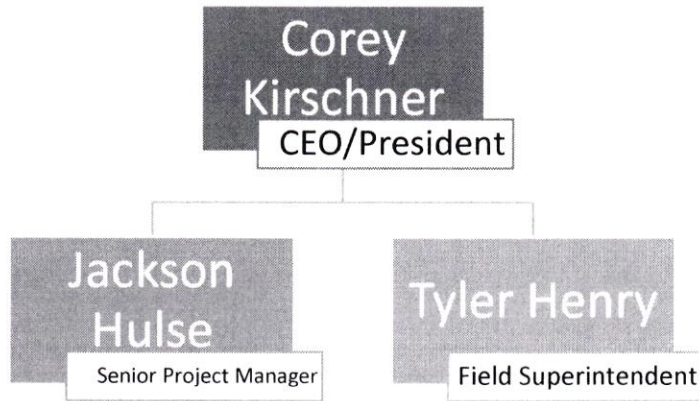 Corey
Kirschner
CEO/President
Jackson
Hulse
Senior Project Manager
Tyler Henry
Field Superintendent